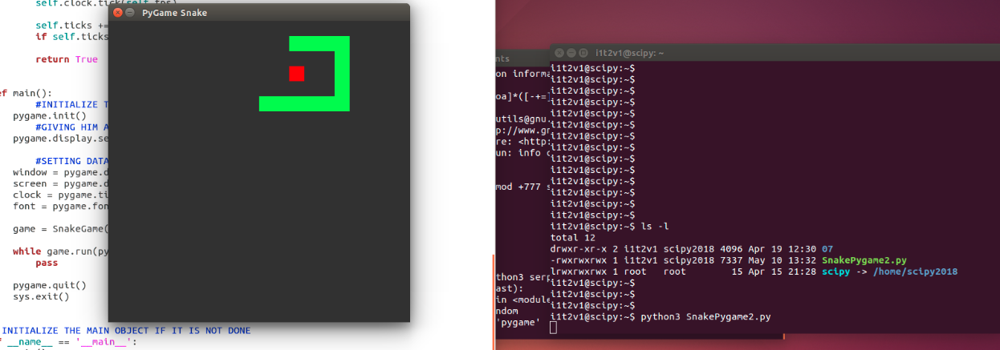 self.clock.tick(self.fps)
self.ticks +=
if self.ticks
return True
ef main():
#INITIALIZE T
pygame.init()
#GIVING HIM A
pygame.display.se
#SETTING DATA
window = pygame.d
screen = pygame.d
clock = pygame.ti
font = pygame.fon
game = SnakeGame(
while game.run(py
pass
pygame.quit()
sys.exit()
INITIALIZE THE MAIN OBJECT IF IT IS NOT DONE
f __name__ == '__main__':
PyGame Snake
nts
on informa
oa]*([-+=]
utils@gnu.
p://www.gn
re: <http:
un: info c
mod +777 s
thon3 serp
ast):
in <module
ndom
'pygame'
i1t2v1@scipy: ~
i1t2v1@scipy:~$
i1t2v1@scipy:~$
i1t2v1@scipy:~$
i1t2v1@scipy:~$
i1t2v1@scipy:~$
i1t2v1@scipy:~$
i1t2v1@scipy:~$
i1t2v1@scipy:~$
i1t2v1@scipy:~$
i1t2v1@scipy:~$
i1t2v1@scipy:~$
i1t2v1@scipy:~$
i1t2v1@scipy:~$
i1t2v1@scipy:~$
i1t2v1@scipy:~$ ls -l
total 12
drwxr-xr-x 2 i1t2v1 scipy2018 4096 Apr 19 12:30 07
-rwxrwxrwx 1 i1t2v1 scipy2018 7337 May 10 13:32 SnakePygame2.py
lrwxrwxrwx 1 root root 15 Apr 15 21:28 scipy -> /home/scipy2018
i1t2v1@scipy:~$
i1t2v1@scipy:~$
i1t2v1@scipy:~$
i1t2v1@scipy:~$ python3 SnakePygame2.py